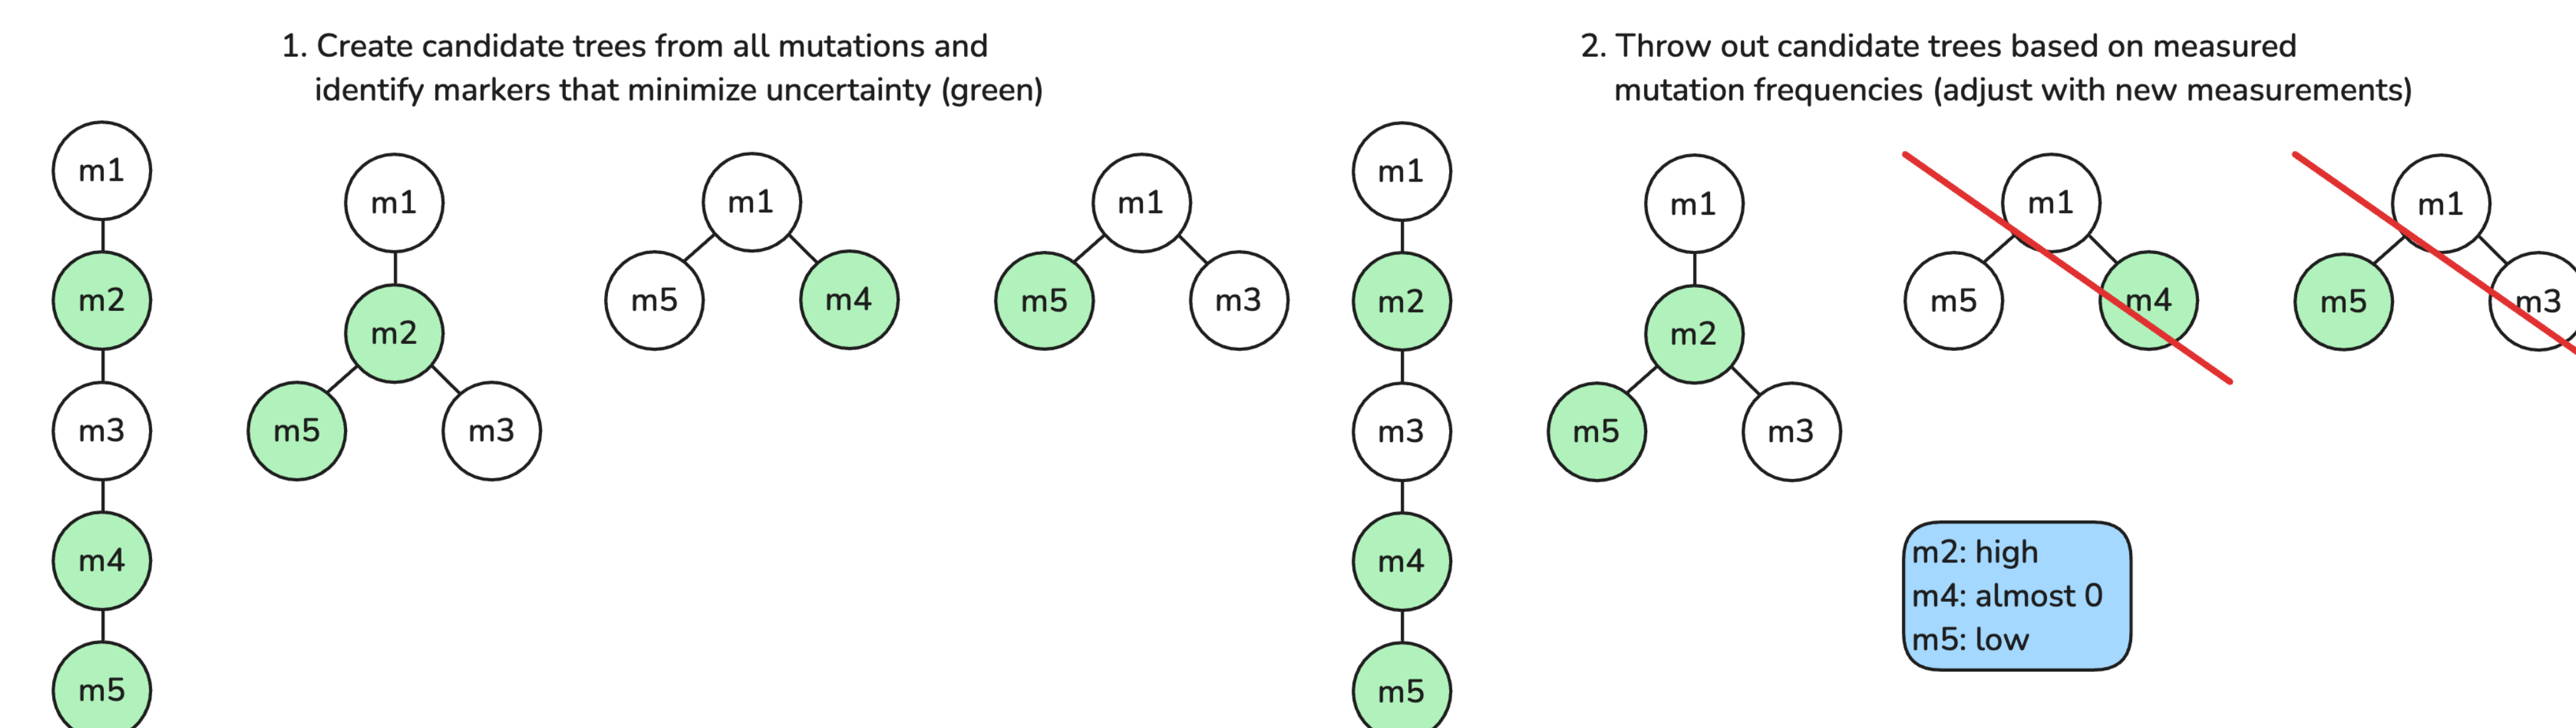 1. Create candidate trees from all mutations and
identify markers that minimize uncertainty (green)
m1
m2
m3
m4
m5
m1
m2
m5
m3
m1
m5
m4
m1
m5
m3
2. Throw out candidate trees based on measured
mutation frequencies (adjust with new measurements)
m1
m2
m3
m4
m5
m1
m2
m5
m3
m1
m5
m4
m1
m5
m3
m2: high
m4: almost 0
m5: low